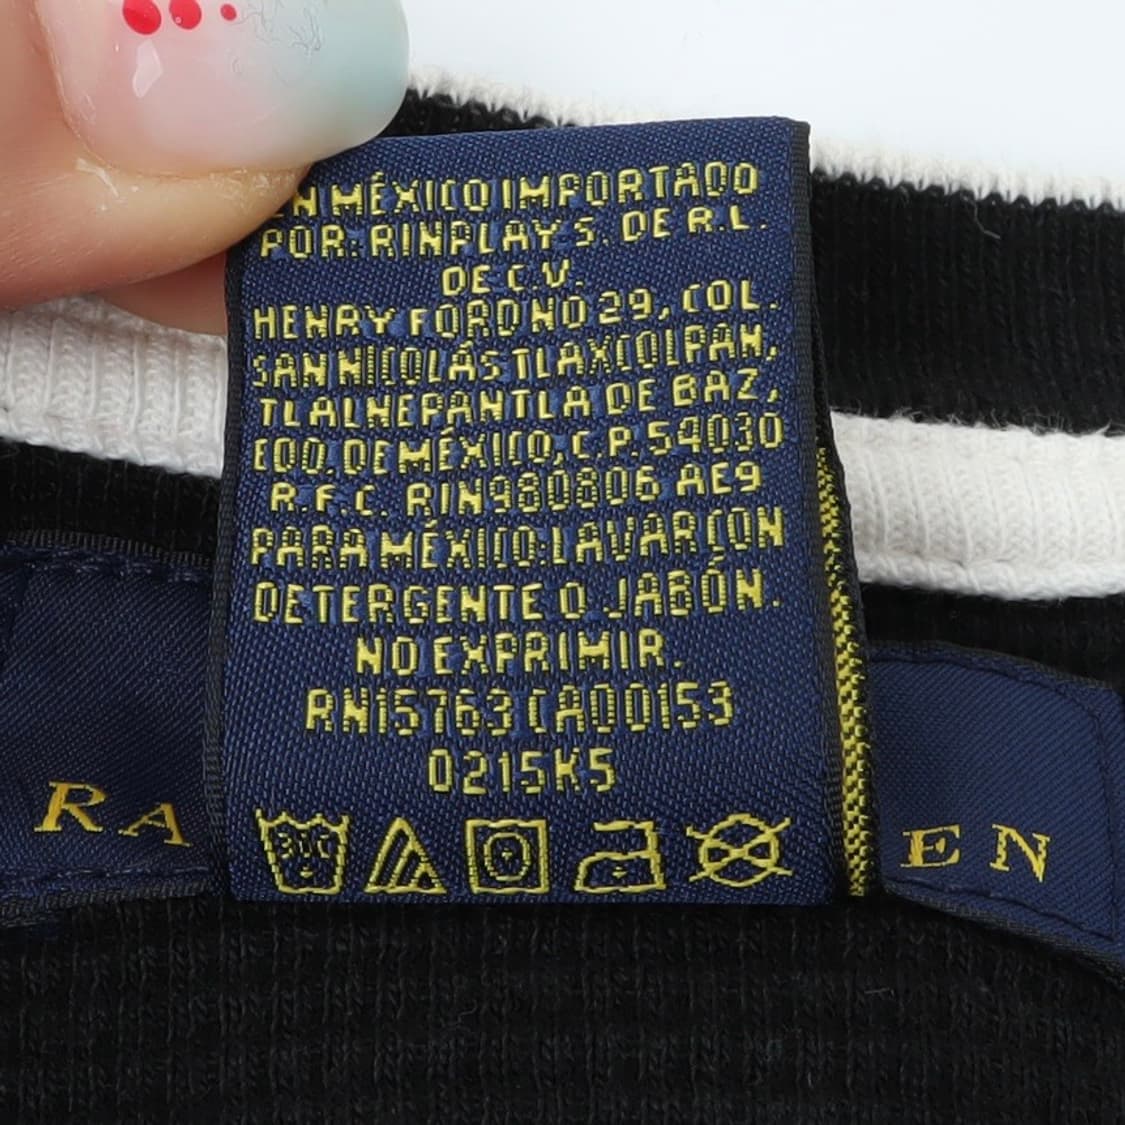 EN MÉXICO IMPORTADO
POR: RINPLAY S. DE R.L.
DE C.V.
HENRY FORD NO 29, COL.
SAN NICOLÁS TLAXCOLPAN,
TLALNEPANTLA DE BAZ,
EDO. DE MÉXICO, C.P. 54030
R.F.C. RIN980806 AE9
PARA MÉXICO: LAVAR CON
DETERGENTE O JABÓN.
NO EXPRIMIR.
RN15763 CA00153
0215K5
30C
RA
EN